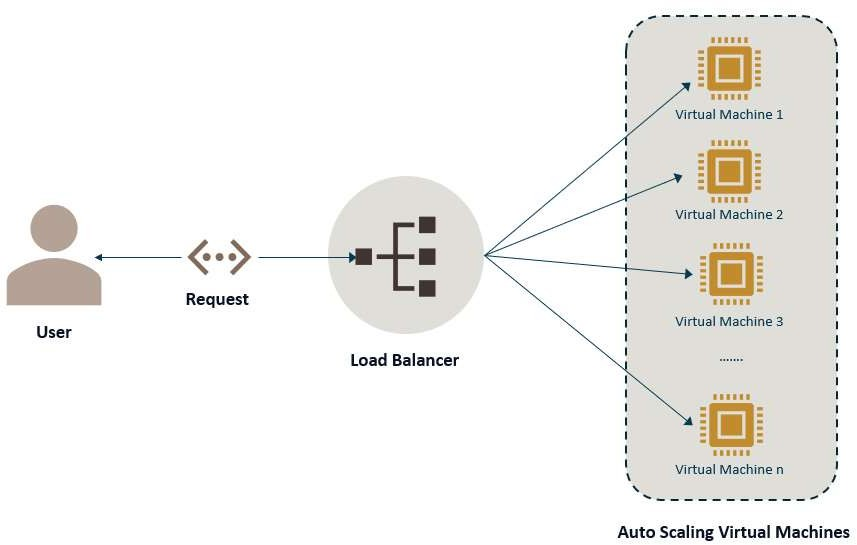 Virtual Machine 1
Virtual Machine 2
Virtual Machine 3
.......
Virtual Machine n
Auto Scaling Virtual Machines
Load Balancer
Request
User